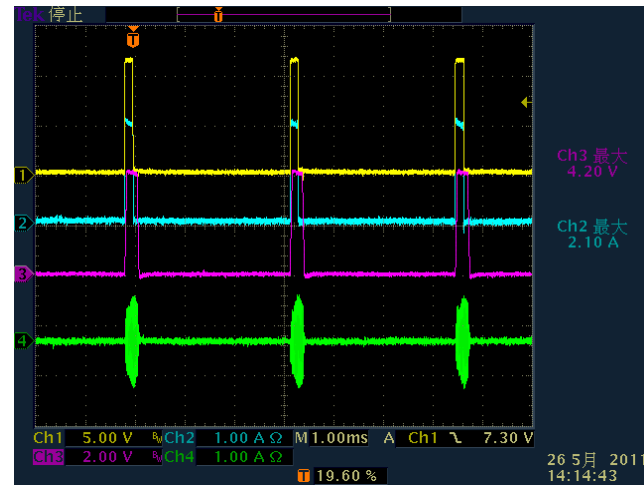 Tek 停止
T
U
1
2
3
4
Ch3 最大
4.20 V
Ch2 最大
2.10 A
Ch1 5.00 V BW Ch2 1.00 A Ω M 1.00ms A Ch1 7.30 V
Ch3 2.00 V BW Ch4 1.00 A Ω
T 19.60 %
26 5月 2011
14:14:43